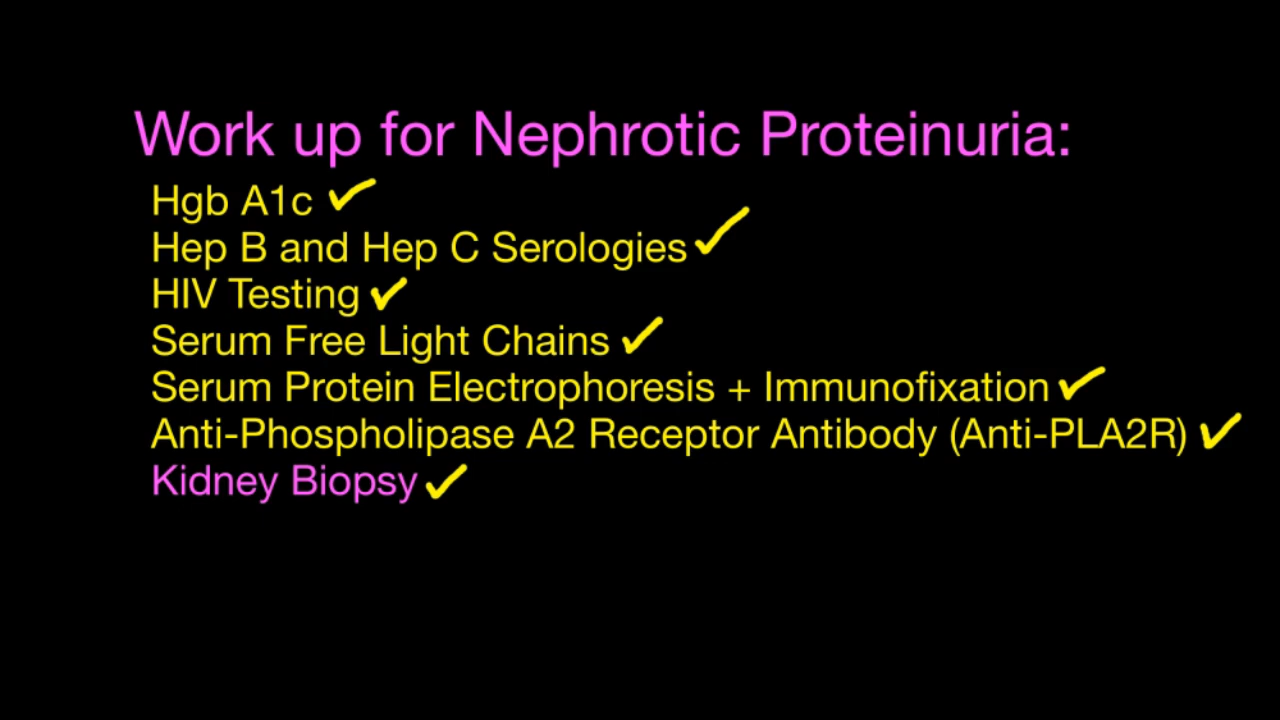 Work up for Nephrotic Proteinuria:
Hgb A1c ✓
Hep B and Hep C Serologies ✓
HIV Testing ✓
Serum Free Light Chains ✓
Serum Protein Electrophoresis + Immunofixation ✓
Anti-Phospholipase A2 Receptor Antibody (Anti-PLA2R) ✓
Kidney Biopsy ✓